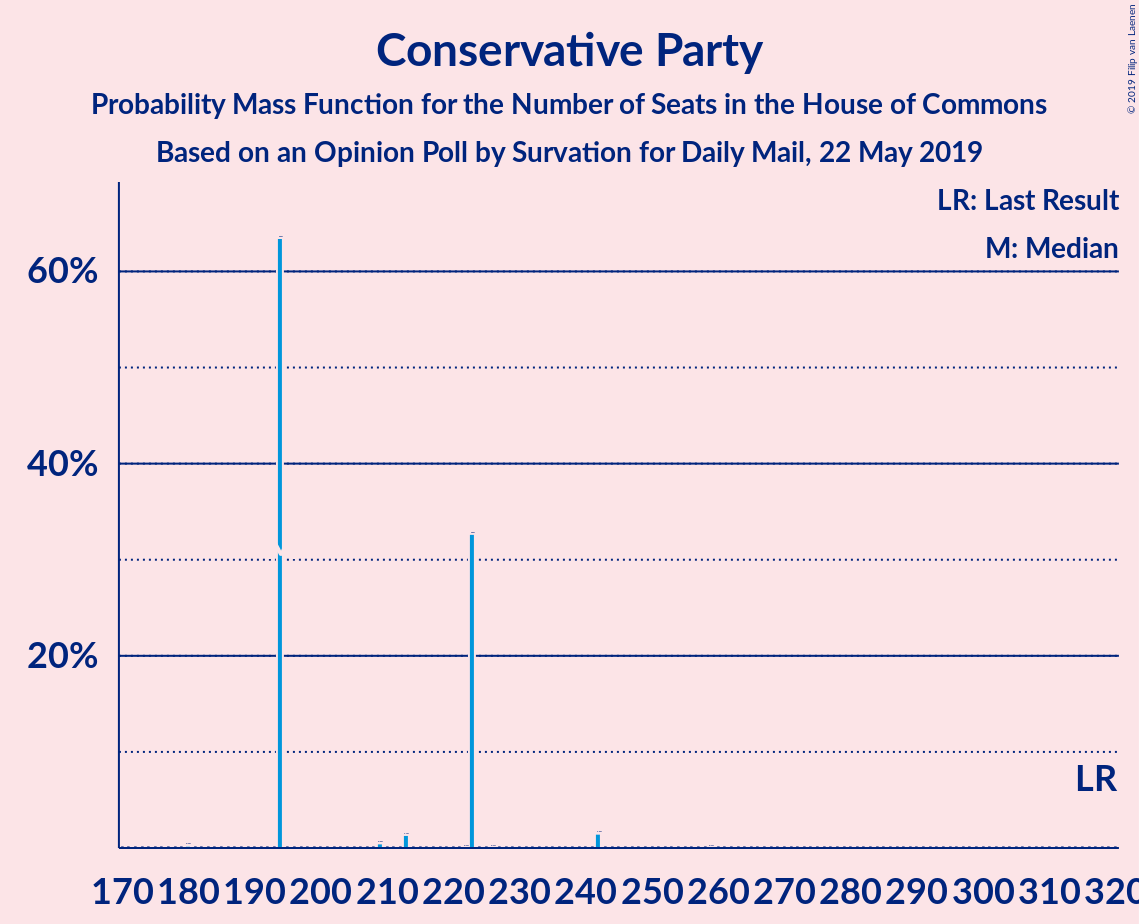 Conservative Party
Probability Mass Function for the Number of Seats in the House of Commons
Based on an Opinion Poll by Survation for Daily Mail, 22 May 2019
© 2019 Filip van Laenen
LR: Last Result
M: Median
60%
40%
20%
LR
170 180 190 200 210 220 230 240 250 260 270 280 290 300 310 320